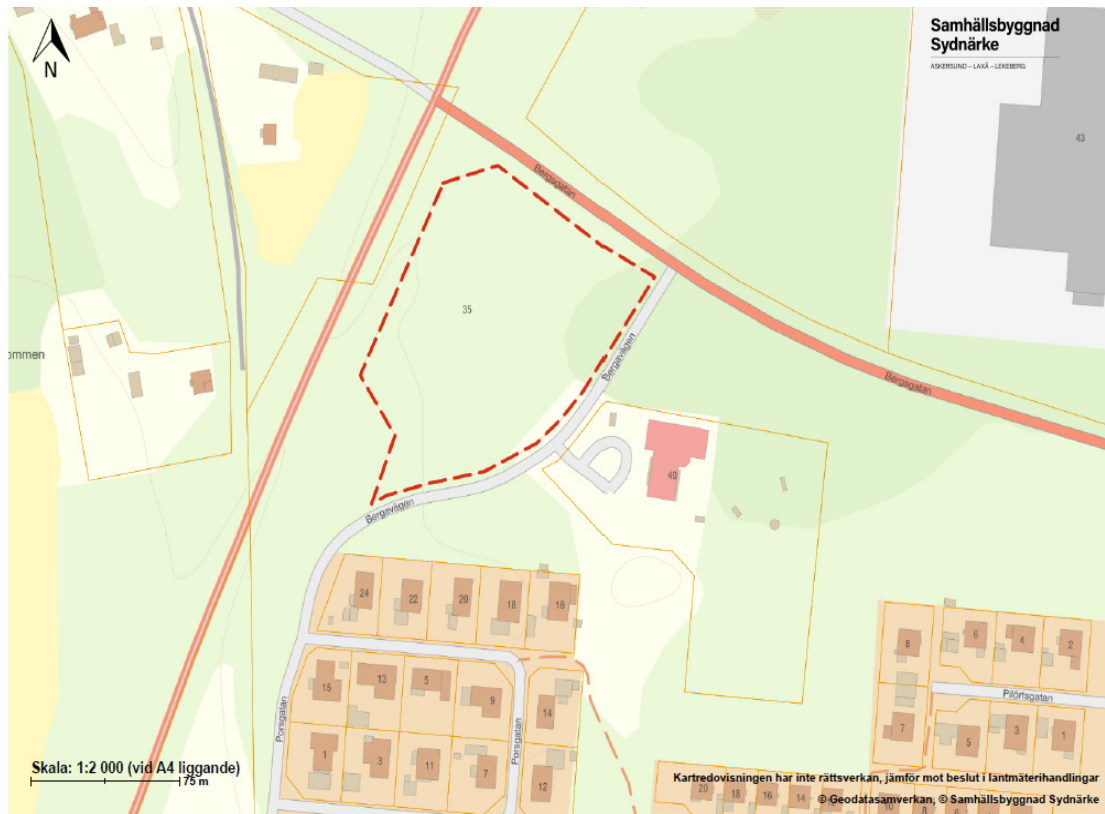 N
Samhällsbyggnad
Sydnärke
ASKERSUND – LAXÅ – LEKEBERG
43
Bergsgatan
35
Bergavägen
ommen
Bergsgatan
40
Bergavägen
24
22
20
18
16
8
6
4
2
15
13
5
9
14
Pilörtsgatan
Porsgatan
Porsgatan
7
5
3
1
1
3
11
7
12
Skala: 1:2 000 (vid A4 liggande)
75 m
Kartredovisningen har inte rättsverkan, jämför mot beslut i lantmäterihandlingar
20
18
16
14
© Geodatasamverkan, © Samhällsbyggnad Sydnärke